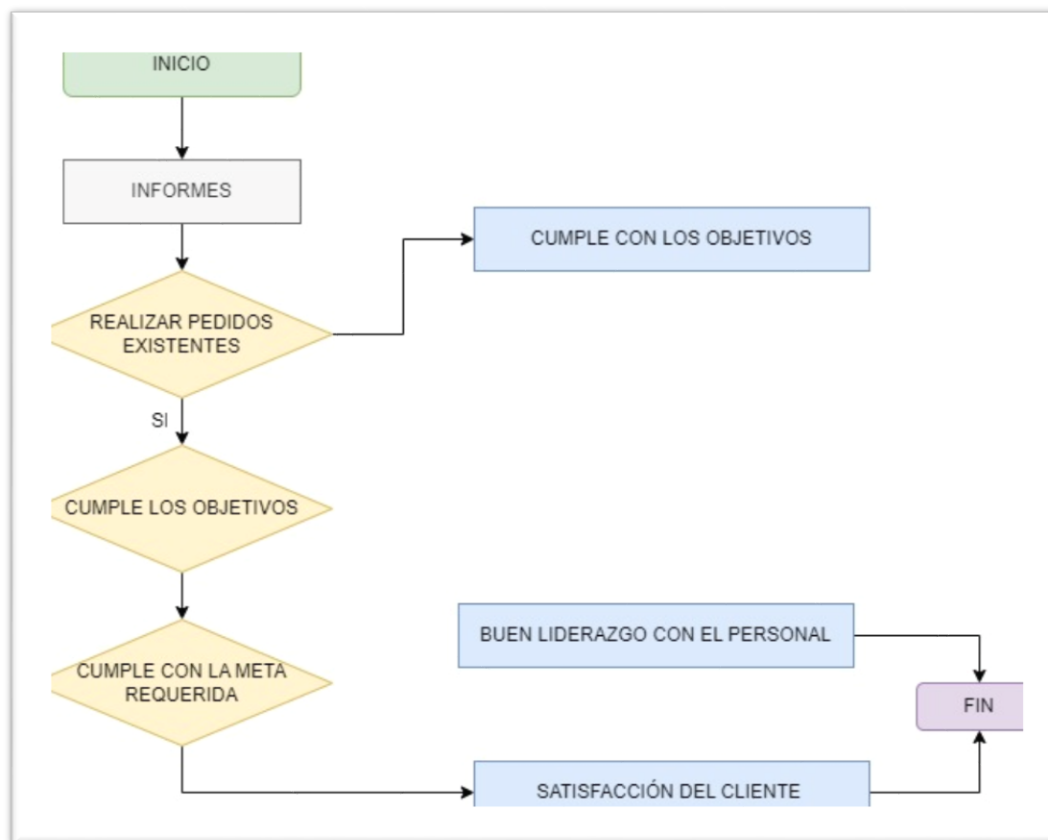 INICIO
INFORMES
CUMPLE CON LOS OBJETIVOS
REALIZAR PEDIDOS
EXISTENTES
SI
CUMPLE LOS OBJETIVOS
BUEN LIDERAZGO CON EL PERSONAL
CUMPLE CON LA META
REQUERIDA
FIN
SATISFACCIÓN DEL CLIENTE